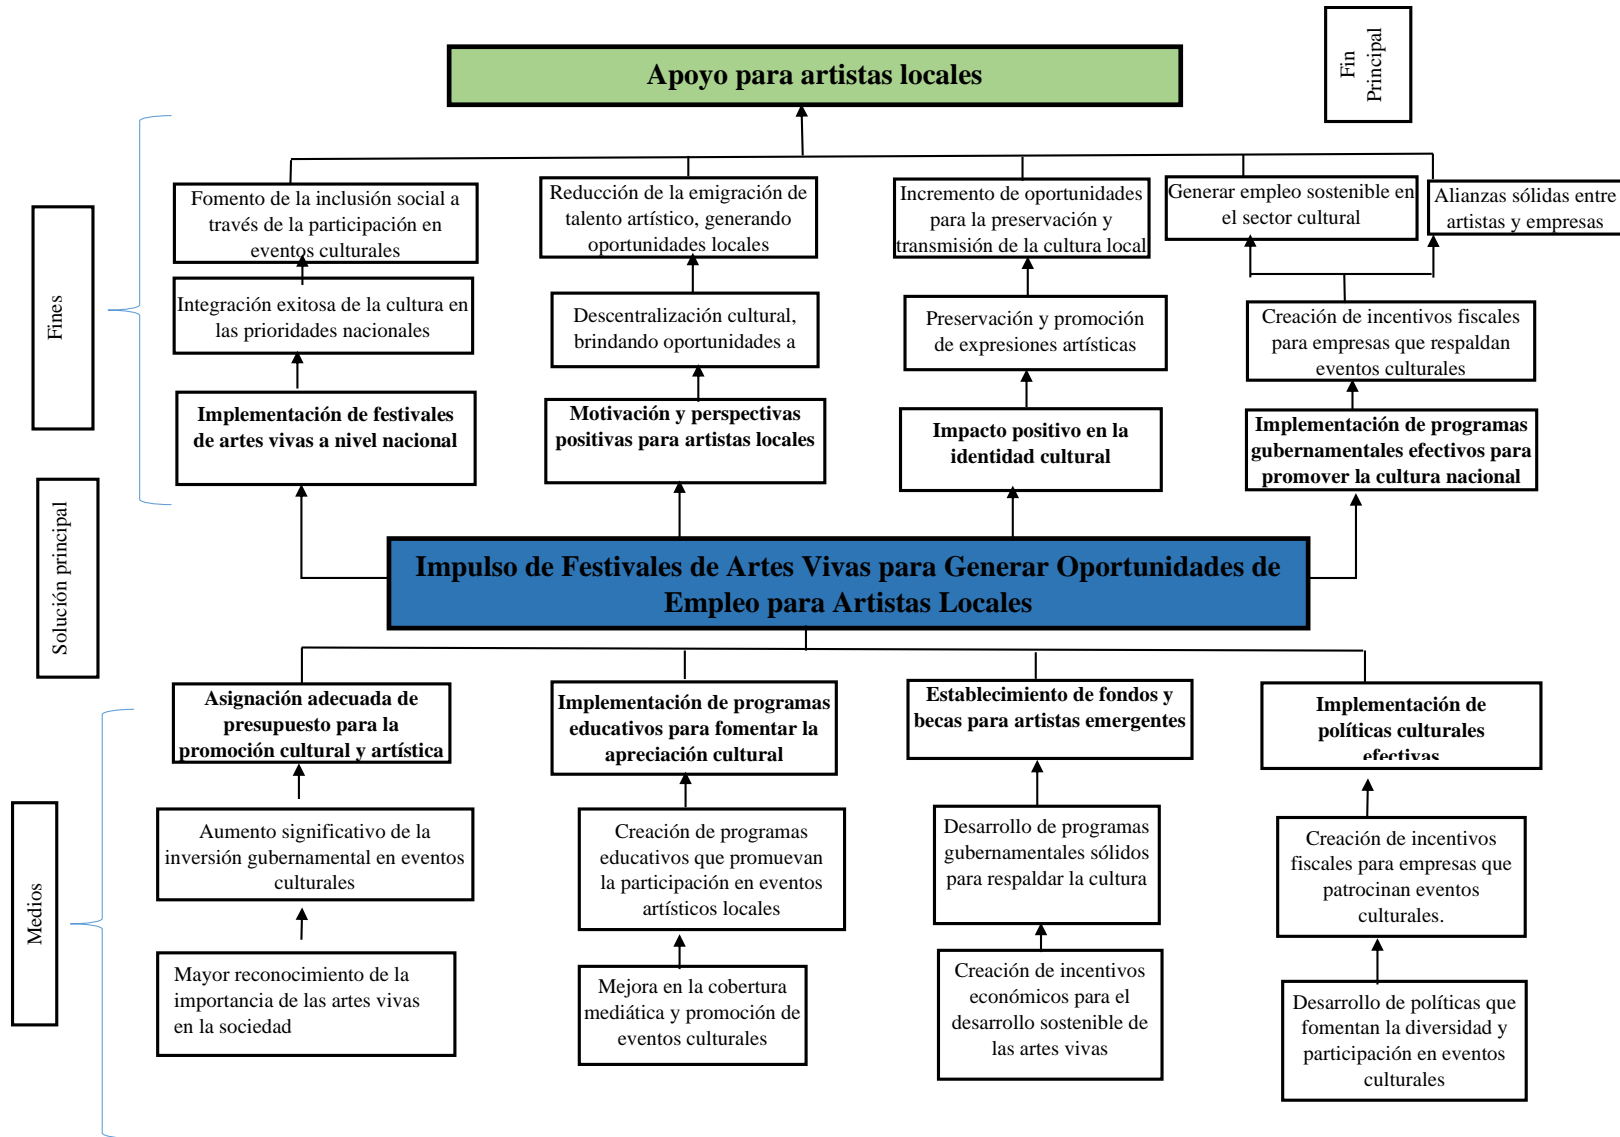 Apoyo para artistas locales
Fin
Principal
Fines
Fomento de la inclusión social a
través de la participación en
eventos culturales
Reducción de la emigración de
talento artístico, generando
oportunidades locales
Incremento de oportunidades
para la preservación y
transmisión de la cultura local
Generar empleo sostenible en
el sector cultural
Alianzas sólidas entre
artistas y empresas
Integración exitosa de la cultura en
las prioridades nacionales
Descentralización cultural,
brindando oportunidades a
Preservación y promoción
de expresiones artísticas
Creación de incentivos fiscales
para empresas que respaldan
eventos culturales
Implementación de festivales
de artes vivas a nivel nacional
Motivación y perspectivas
positivas para artistas locales
Impacto positivo en la
identidad cultural
Implementación de programas
gubernamentales efectivos para
promover la cultura nacional
Solución principal
Impulso de Festivales de Artes Vivas para Generar Oportunidades de
Empleo para Artistas Locales
Medios
Asignación adecuada de
presupuesto para la
promoción cultural y artística
Implementación de programas
educativos para fomentar la
apreciación cultural
Establecimiento de fondos y
becas para artistas emergentes
Implementación de
políticas culturales
efectivas
Aumento significativo de la
inversión gubernamental en eventos
culturales
Creación de programas
educativos que promuevan
la participación en eventos
artísticos locales
Desarrollo de programas
gubernamentales sólidos
para respaldar la cultura
Creación de incentivos
fiscales para empresas que
patrocinan eventos
culturales.
Mayor reconocimiento de la
importancia de las artes vivas
en la sociedad
Mejora en la cobertura
mediática y promoción de
eventos culturales
Creación de incentivos
económicos para el
desarrollo sostenible de
las artes vivas
Desarrollo de políticas que
fomentan la diversidad y
participación en eventos
culturales